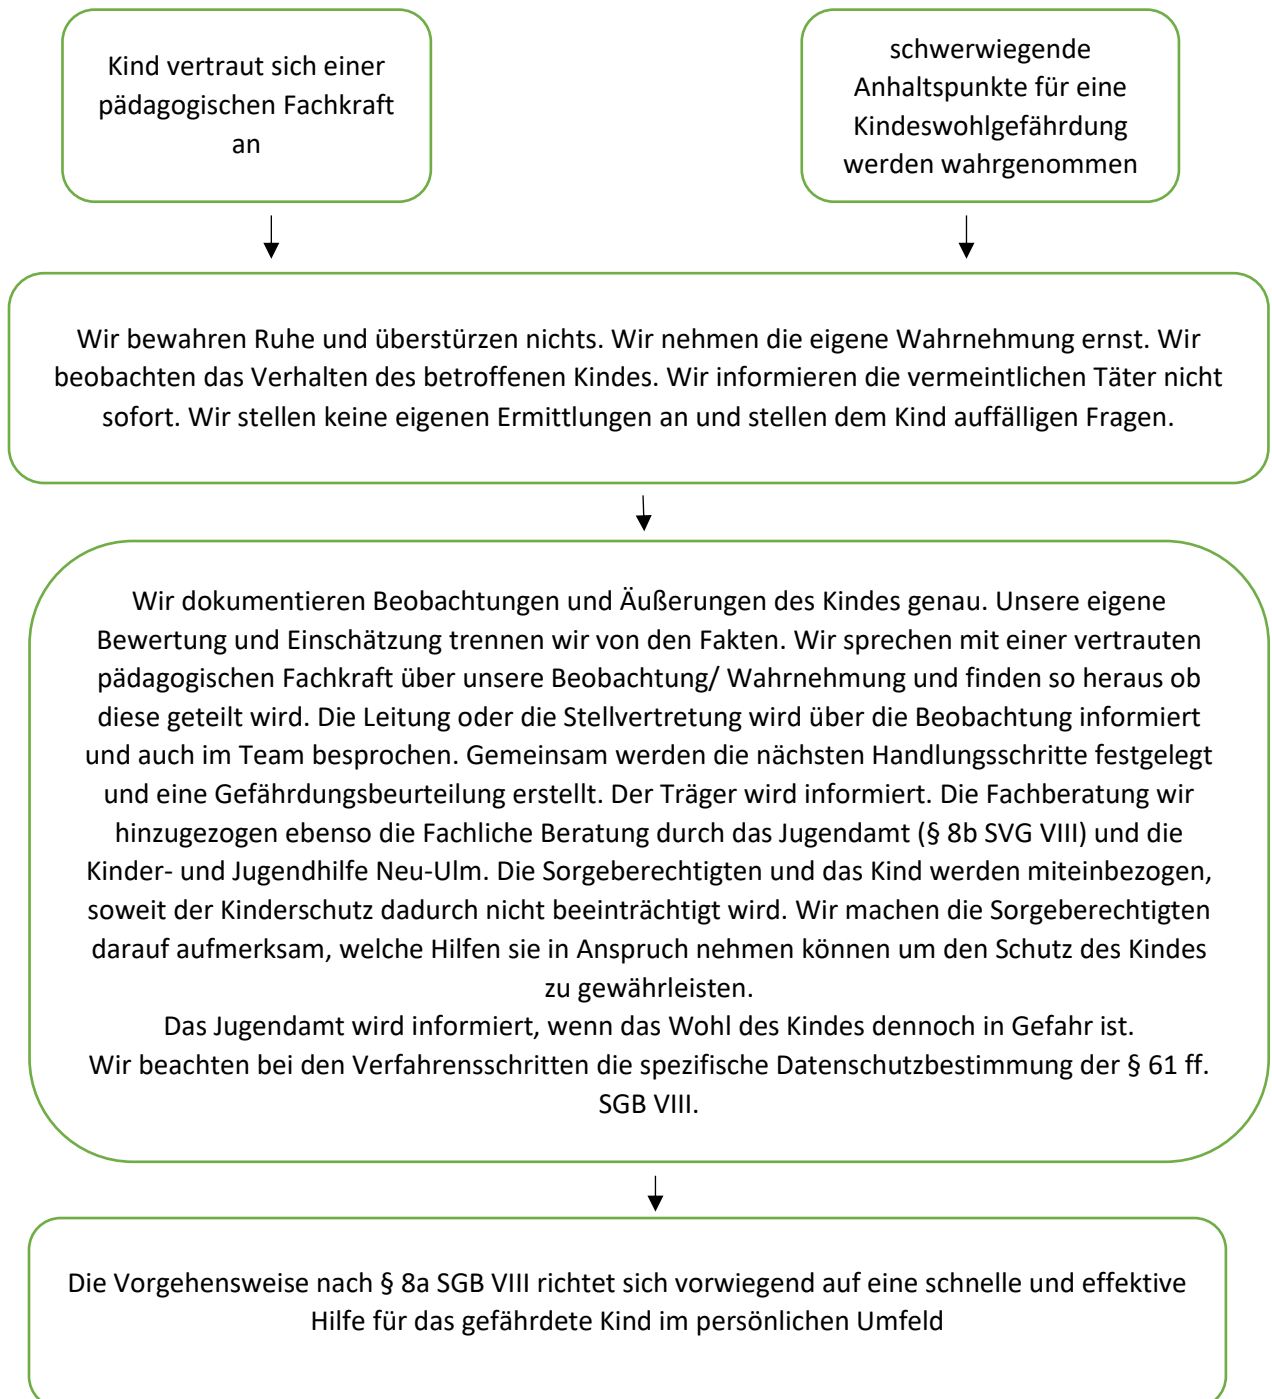 Kind vertraut sich einer
pädagogischen Fachkraft
an
schwerwiegende
Anhaltspunkte für eine
Kindeswohlgefährdung
werden wahrgenommen
Wir bewahren Ruhe und überstürzen nichts. Wir nehmen die eigene Wahrnehmung ernst. Wir
beobachten das Verhalten des betroffenen Kindes. Wir informieren die vermeintlichen Täter nicht
sofort. Wir stellen keine eigenen Ermittlungen an und stellen dem Kind auffälligen Fragen.
Wir dokumentieren Beobachtungen und Äußerungen des Kindes genau. Unsere eigene
Bewertung und Einschätzung trennen wir von den Fakten. Wir sprechen mit einer vertrauten
pädagogischen Fachkraft über unsere Beobachtung/ Wahrnehmung und finden so heraus ob
diese geteilt wird. Die Leitung oder die Stellvertretung wird über die Beobachtung informiert
und auch im Team besprochen. Gemeinsam werden die nächsten Handlungsschritte festgelegt
und eine Gefährdungsbeurteilung erstellt. Der Träger wird informiert. Die Fachberatung wir
hinzugezogen ebenso die Fachliche Beratung durch das Jugendamt (§ 8b SVG VIII) und die
Kinder- und Jugendhilfe Neu-Ulm. Die Sorgeberechtigten und das Kind werden miteinbezogen,
soweit der Kinderschutz dadurch nicht beeinträchtigt wird. Wir machen die Sorgeberechtigten
darauf aufmerksam, welche Hilfen sie in Anspruch nehmen können um den Schutz des Kindes
zu gewährleisten.
Das Jugendamt wird informiert, wenn das Wohl des Kindes dennoch in Gefahr ist.
Wir beachten bei den Verfahrensschritten die spezifische Datenschutzbestimmung der § 61 ff.
SGB VIII.
Die Vorgehensweise nach § 8a SGB VIII richtet sich vorwiegend auf eine schnelle und effektive
Hilfe für das gefährdete Kind im persönlichen Umfeld